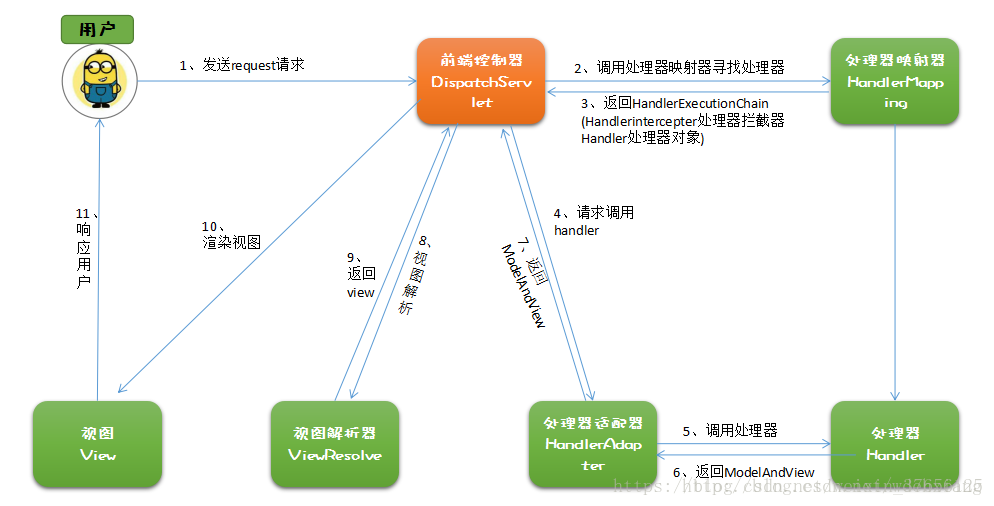 用户
1、发送request请求
前端控制器
DispatchServ
let
2、调用处理器映射器寻找处理器
3、返回HandlerExecutionChain
(Handlerintercepter处理器拦截器
Handler处理器对象)
处理器映射器
HandlerMapp
ing
4、请求调用
handler
7、返回
ModelAndView
8、视图解析
9、
返回
view
10、
渲染视图
11、
响应用户
视图
View
视图解析器
ViewResolve
处理器适配器
HandlerAdap
ter
5、调用处理器
6、返回ModelAndView
处理器
Handler